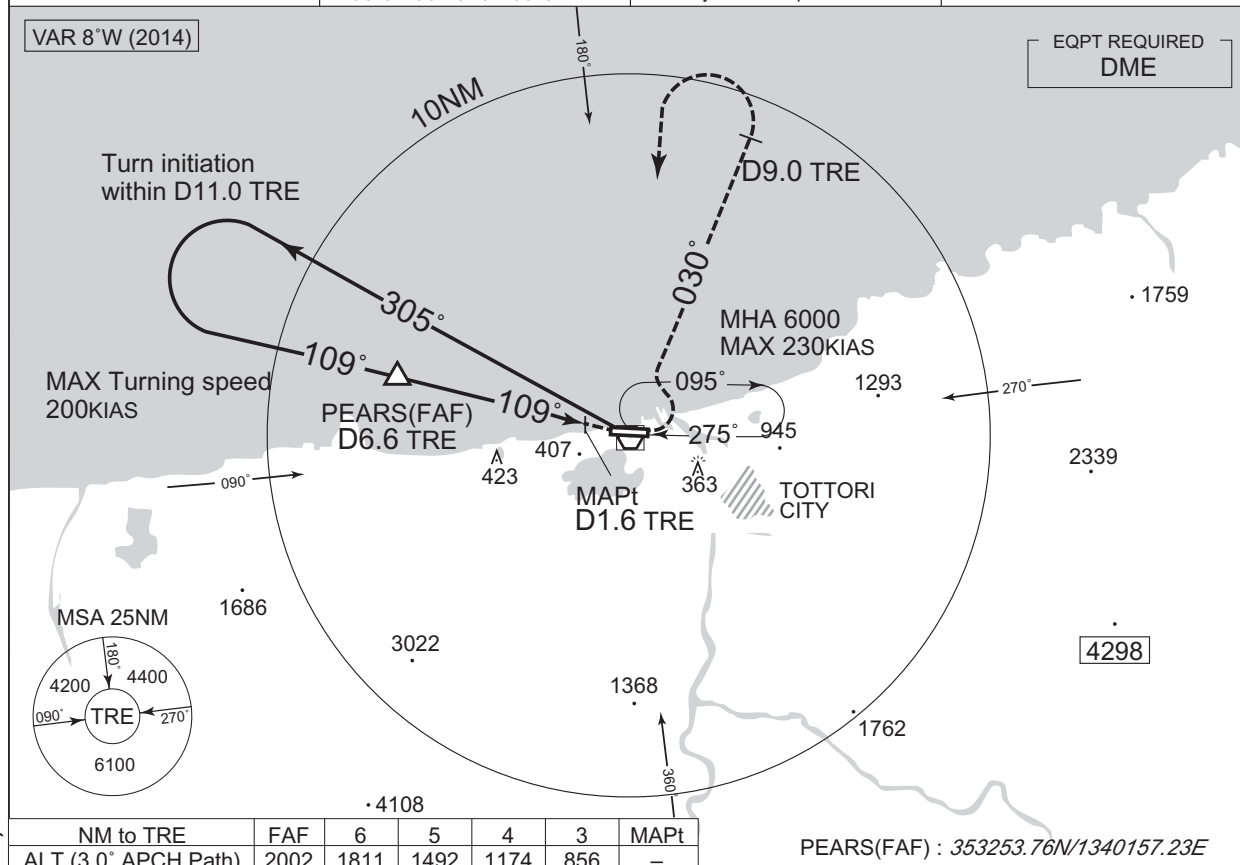 VAR 8°W (2014)
180°
EQPT REQUIRED
DME
10NM
Turn initiation
within D11.0 TRE
D9.0 TRE
030°
305°
1759
MHA 6000
MAX 230KIAS
109°
095°
1293
270°
MAX Turning speed
200KIAS
PEARS(FAF)
D6.6 TRE
109°
275°
945
407
423
363
2339
090°
MAPt
D1.6 TRE
TOTTORI
CITY
1686
MSA 25NM
180°
4200
4400
090°
TRE
270°
6100
3022
4298
1368
1762
360°
4108
NM to TRE FAF 6 5 4 3 MAPt
ALT (3.0° APCH Path) 2002 1811 1492 1174 856 –
PEARS(FAF) : 353253.76N/1340157.23E